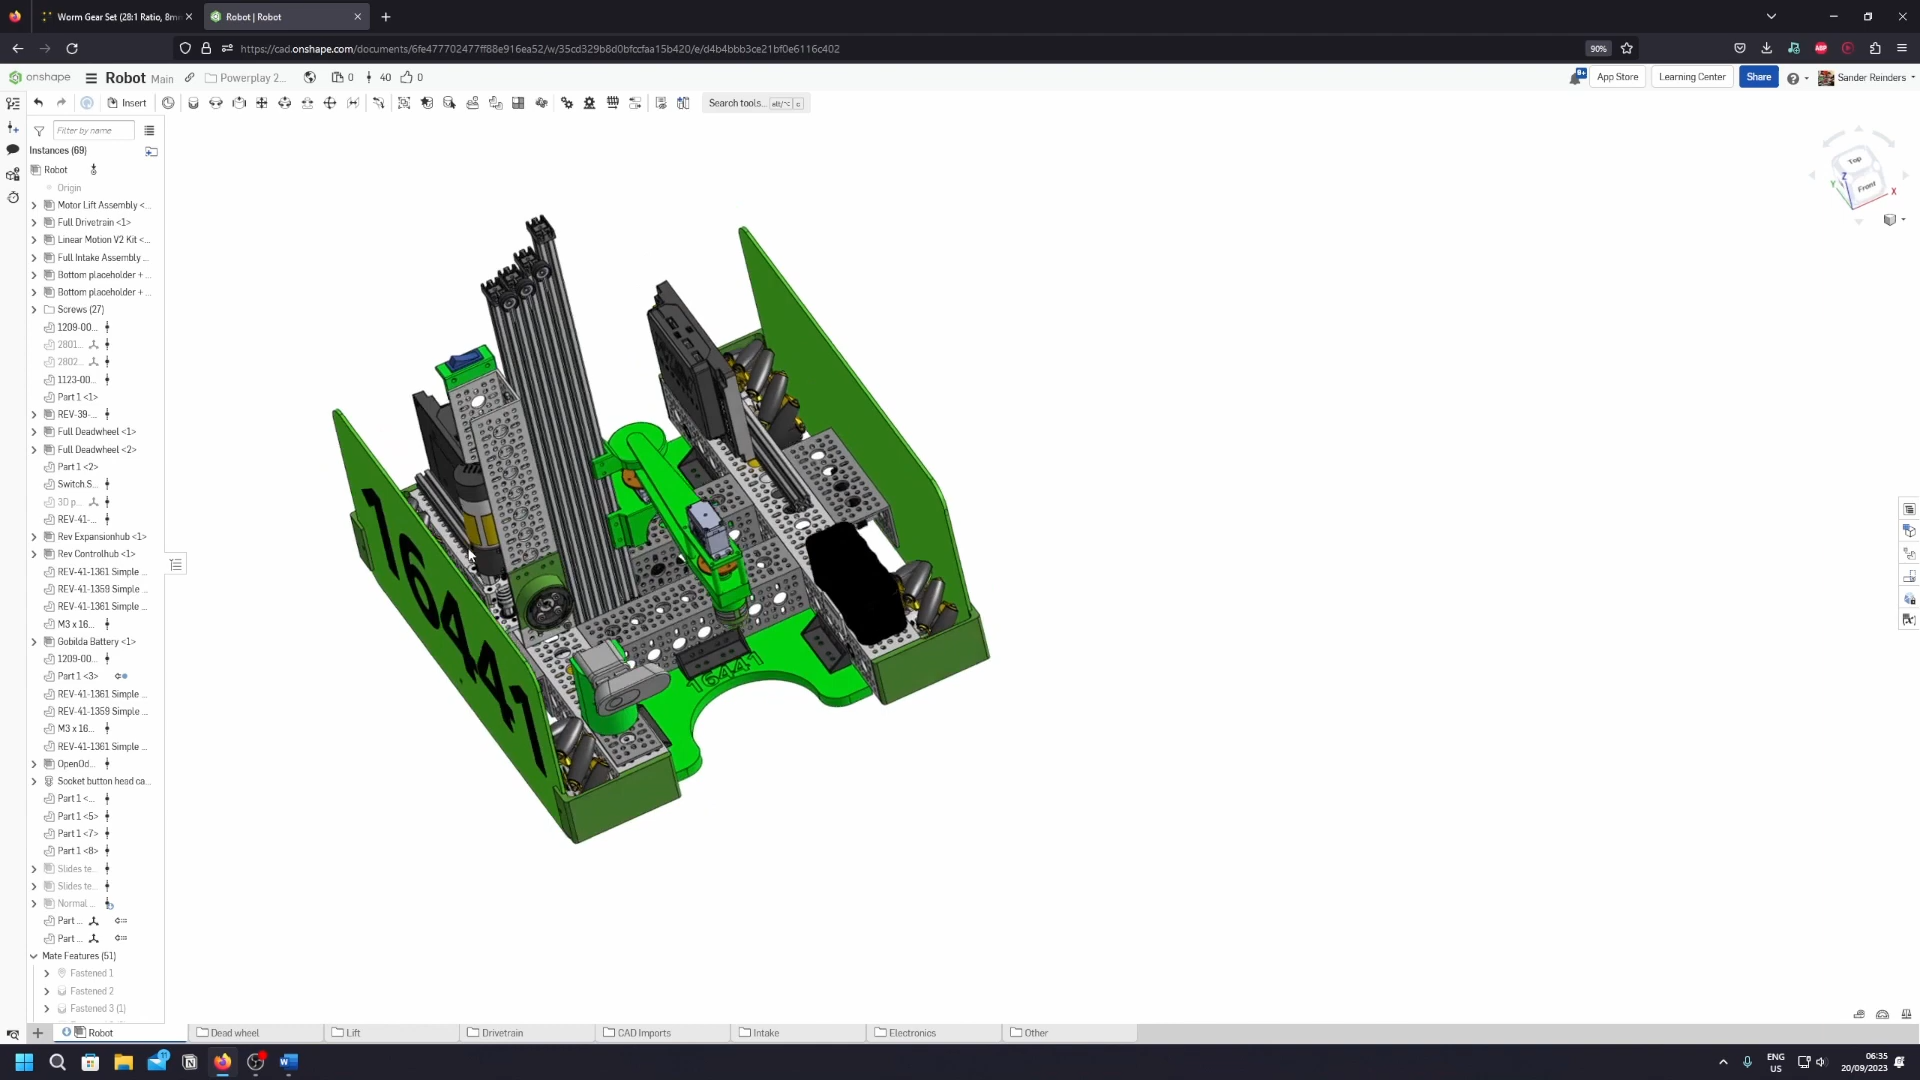 Worm Gear Set (28:1 Ratio, 8mm
Robot | Robot
https://cad.onshape.com/documents/6fe477702477ff88e916ea52/w/35cd329b8d0bfccfaa15b420/e/d4b4bbb3ce21bf0e6116c402
90%
onshape
Robot Main
Powerplay 2...
0
40
0
App Store
Learning Center
Share
Sander Reinders
Insert
Search tools... alt/⌥ c
Filter by name
Instances (69)
Robot
Origin
Motor Lift Assembly <...
Full Drivetrain <1>
Linear Motion V2 Kit <...
Full Intake Assembly ...
Bottom placeholder + ...
Bottom placeholder + ...
Screws (27)
1209-00...
2801...
2802...
1123-00...
Part 1 <1>
REV-39-...
Full Deadwheel <1>
Full Deadwheel <2>
Part 1 <2>
Switch.S...
3D p...
REV-41-...
Rev Expansionhub <1>
Rev Controlhub <1>
REV-41-1361 Simple ...
REV-41-1359 Simple ...
REV-41-1361 Simple ...
M3 x 16...
Gobilda Battery <1>
1209-00...
Part 1 <3>
REV-41-1361 Simple ...
REV-41-1359 Simple ...
M3 x 16...
REV-41-1361 Simple ...
OpenOd...
Socket button head ca...
Part 1 <...
Part 1 <5>
Part 1 <7>
Part 1 <8>
Slides te...
Slides te...
Normal ...
Part ...
Part ...
Mate Features (51)
Fastened 1
Fastened 2
Fastened 3 (1)
16441
16441
Top
Front
Z
Y
X
Robot
Dead wheel
Lift
Drivetrain
CAD Imports
Intake
Electronics
Other
ENG
US
06:35
20/09/2023